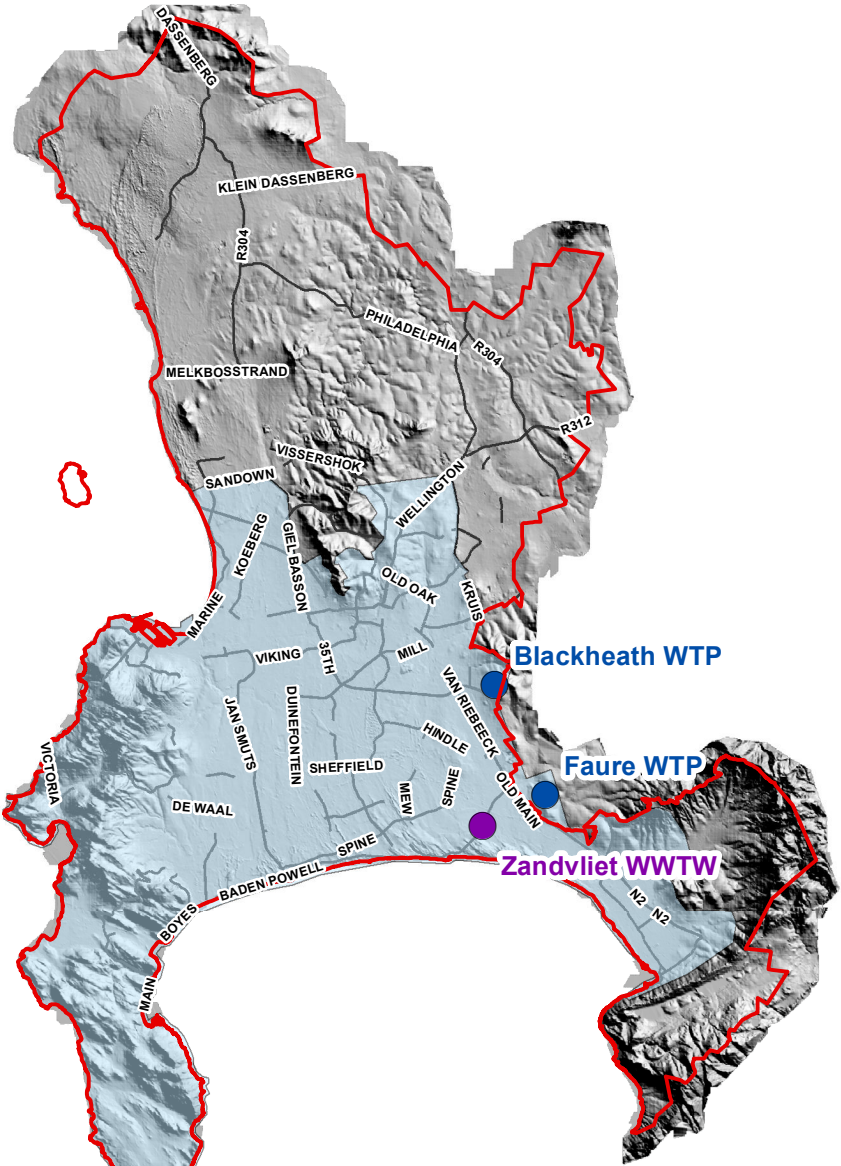 DASSENBERG
KLEIN DASSENBERG
R304
PHILADELPHIA
R304
MELKBOSSTRAND
R312
VISSERSHOK
SANDOWN
WELLINGTON
KOEBERG
GIEL BASSON
OLD OAK
KRUIS
MARINE
VIKING
35TH
MILL
Blackheath WTP
VAN RIEBEECK
JAN SMUTS
DUINEFONTEIN
HINDLE
VICTORIA
SHEFFIELD
Faure WTP
MEW
SPINE
OLD MAIN
DE WAAL
SPINE
Zandvliet WWTW
BADEN POWELL
BOYES
N2
N2
MAIN